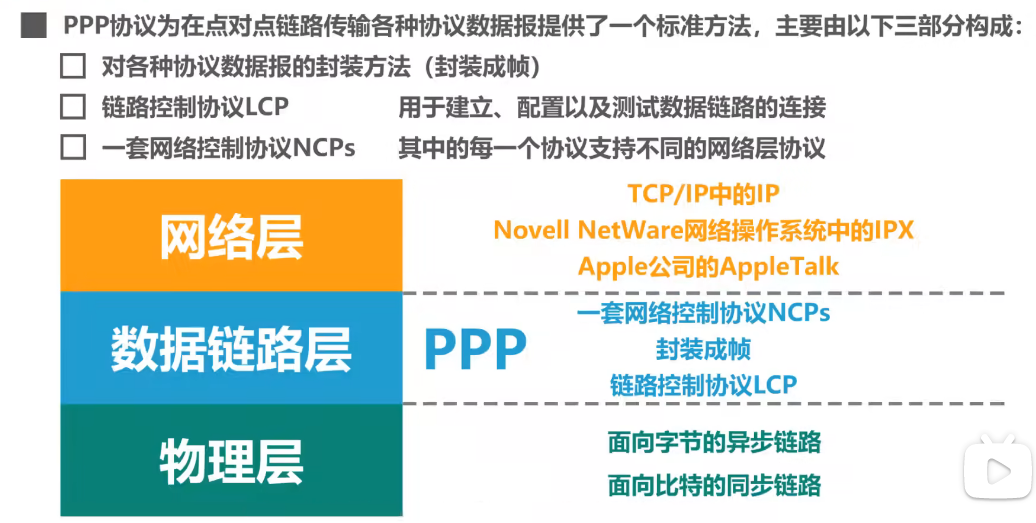 PPP协议为在点对点链路传输各种协议数据报提供了一个标准方法，主要由以下三部分构成：
对各种协议数据报的封装方法（封装成帧）
链路控制协议LCP 用于建立、配置以及测试数据链路的连接
一套网络控制协议NCPs 其中的每一个协议支持不同的网络层协议
网络层
TCP/IP中的IP
Novell NetWare网络操作系统中的IPX
Apple公司的AppleTalk
数据链路层
PPP
一套网络控制协议NCPs
封装成帧
链路控制协议LCP
物理层
面向字节的异步链路
面向比特的同步链路